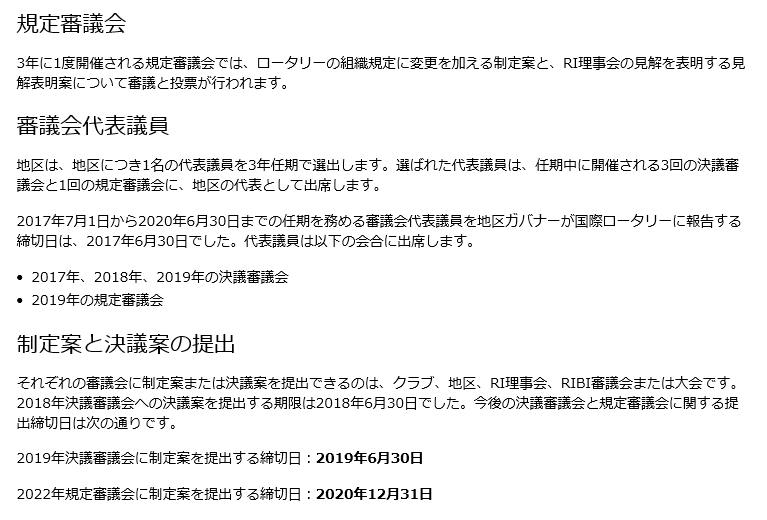 規定審議会
3年に1度開催される規定審議会では、ロータリーの組織規定に変更を加える制定案と、RI理事会の見解を表明する見
解表明案について審議と投票が行われます。
審議会代表議員
地区は、地区につき1名の代表議員を3年任期で選出します。選ばれた代表議員は、任期中に開催される3回の決議審
議会と1回の規定審議会に、地区の代表として出席します。
2017年7月1日から2020年6月30日までの任期を務める審議会代表議員を地区ガバナーが国際ロータリーに報告する
締切日は、2017年6月30日でした。代表議員は以下の会合に出席します。
• 2017年、2018年、2019年の決議審議会
• 2019年の規定審議会
制定案と決議案の提出
それぞれの審議会に制定案または決議案を提出できるのは、クラブ、地区、RI理事会、RIBI審議会または大会です。
2018年決議審議会への決議案を提出する期限は2018年6月30日でした。今後の決議審議会と規定審議会に関する提
出締切日は次の通りです。
2019年決議審議会に制定案を提出する締切日：2019年6月30日
2022年規定審議会に制定案を提出する締切日：2020年12月31日